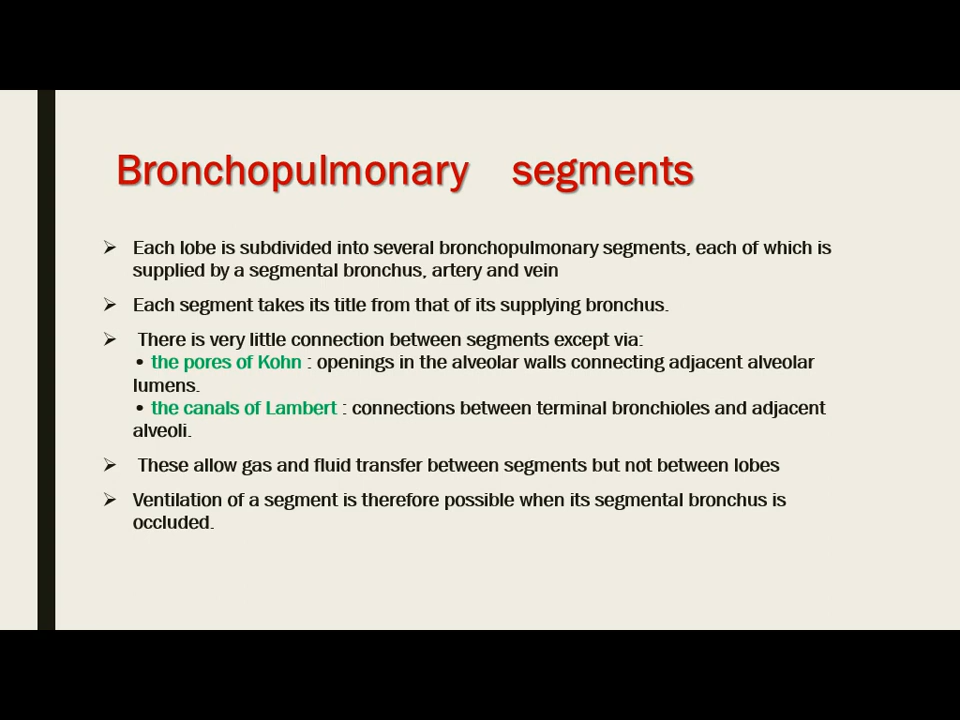 Bronchopulmonary segments
➢ Each lobe is subdivided into several bronchopulmonary segments, each of which is
supplied by a segmental bronchus, artery and vein
➢ Each segment takes its title from that of its supplying bronchus.
➢ There is very little connection between segments except via:
• the pores of Kohn : openings in the alveolar walls connecting adjacent alveolar
lumens.
• the canals of Lambert : connections between terminal bronchioles and adjacent
alveoli.
➢ These allow gas and fluid transfer between segments but not between lobes
➢ Ventilation of a segment is therefore possible when its segmental bronchus is
occluded.